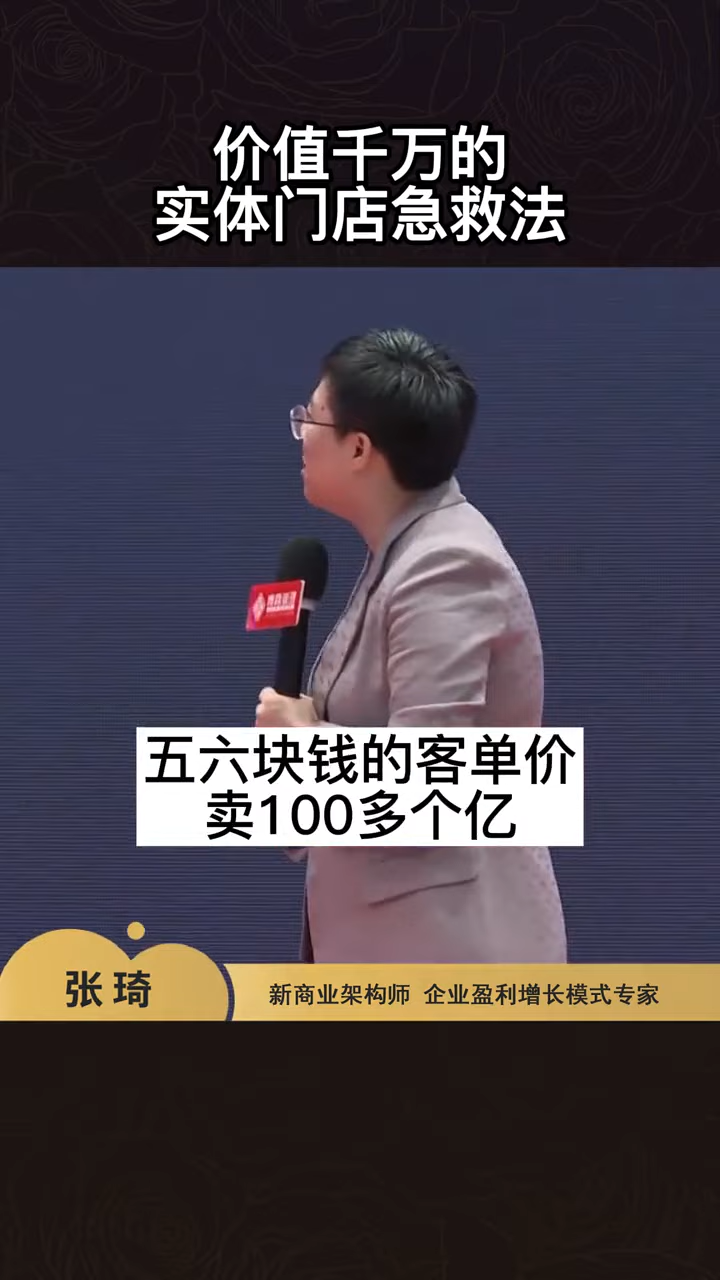 价值千万的
实体门店急救法
五六块钱的客单价
卖100多个亿
张琦
新商业架构师 企业盈利增长模式专家